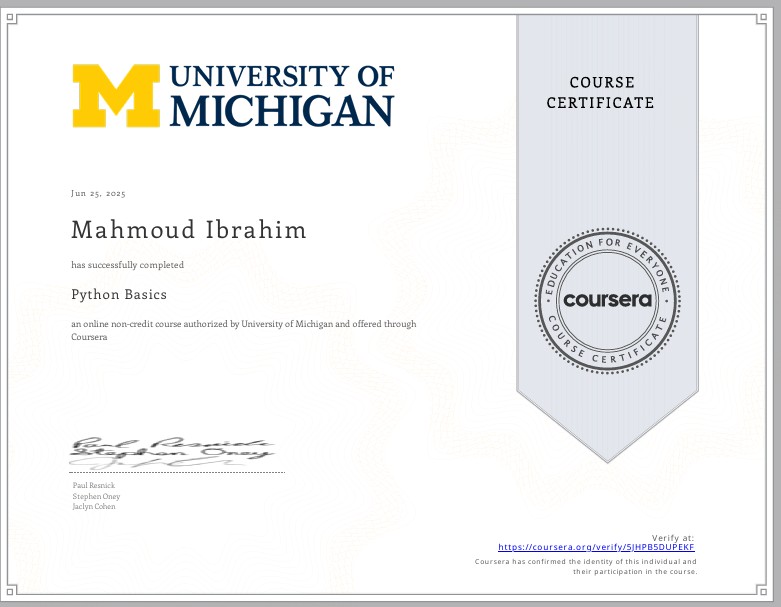 UNIVERSITY OF
MICHIGAN
COURSE
CERTIFICATE
Jun 25, 2025
Mahmoud Ibrahim
has successfully completed
Python Basics
an online non-credit course authorized by University of Michigan and offered through
Coursera
EDUCATION FOR EVERYONE
coursera
COURSE CERTIFICATE
Paul Resnick
Stephen Oney
Paul Resnick
Stephen Oney
Jaclyn Cohen
Verify at:
https://coursera.org/verify/5JHPB5DUPEKF
Coursera has confirmed the identity of this individual and
their participation in the course.